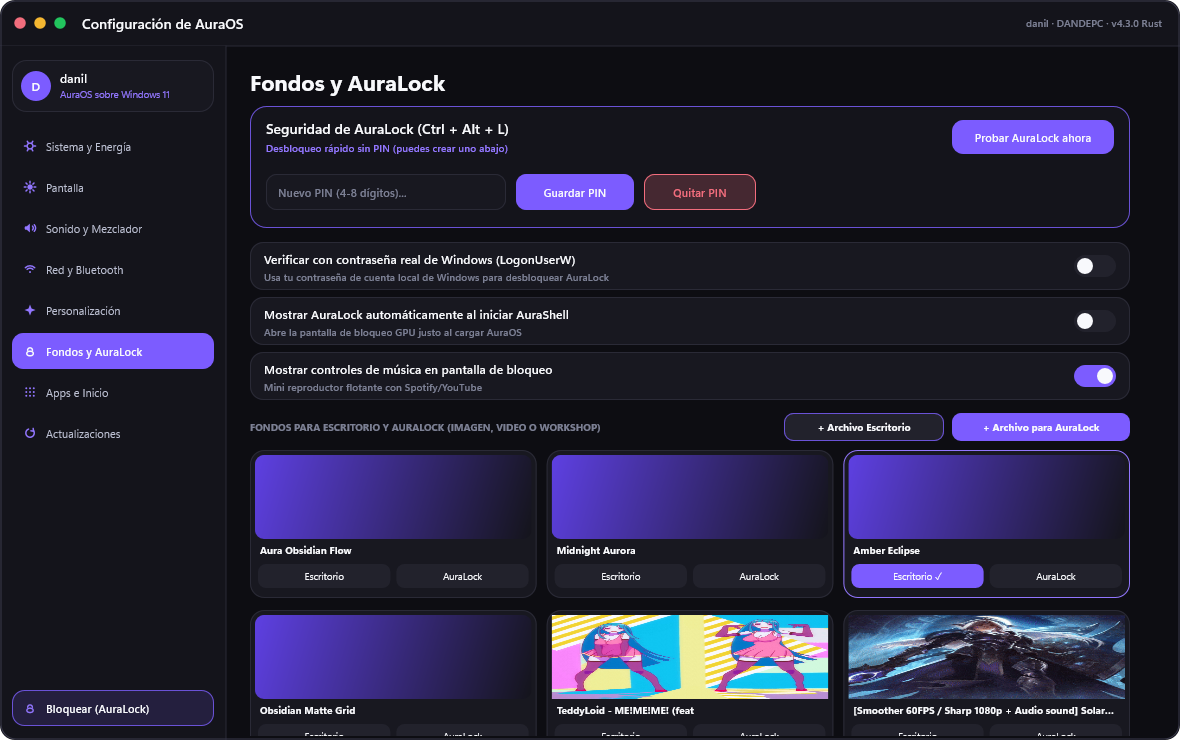 Configuración de AuraOS
danil · DANDEPC · v4.3.0 Rust
D
danil
AuraOS sobre Windows 11
Sistema y Energía
Pantalla
Sonido y Mezclador
Red y Bluetooth
Personalización
Fondos y AuraLock
Apps e Inicio
Actualizaciones
Bloquear (AuraLock)
Fondos y AuraLock
Seguridad de AuraLock (Ctrl + Alt + L)
Desbloqueo rápido sin PIN (puedes crear uno abajo)
Probar AuraLock ahora
Nuevo PIN (4-8 dígitos)...
Guardar PIN
Quitar PIN
Verificar con contraseña real de Windows (LogonUserW)
Usa tu contraseña de cuenta local de Windows para desbloquear AuraLock
Mostrar AuraLock automáticamente al iniciar AuraShell
Abre la pantalla de bloqueo GPU justo al cargar AuraOS
Mostrar controles de música en pantalla de bloqueo
Mini reproductor flotante con Spotify/YouTube
FONDOS PARA ESCRITORIO Y AURALOCK (IMAGEN, VIDEO O WORKSHOP)
+ Archivo Escritorio
+ Archivo para AuraLock
Aura Obsidian Flow
Escritorio
AuraLock
Midnight Aurora
Escritorio
AuraLock
Amber Eclipse
Escritorio ✓
AuraLock
Obsidian Matte Grid
Escritorio
AuraLock
TeddyLoid - ME!ME!ME! (feat
Escritorio
AuraLock
[Smoother 60FPS / Sharp 1080p + Audio sound] Solar...
Escritorio
AuraLock